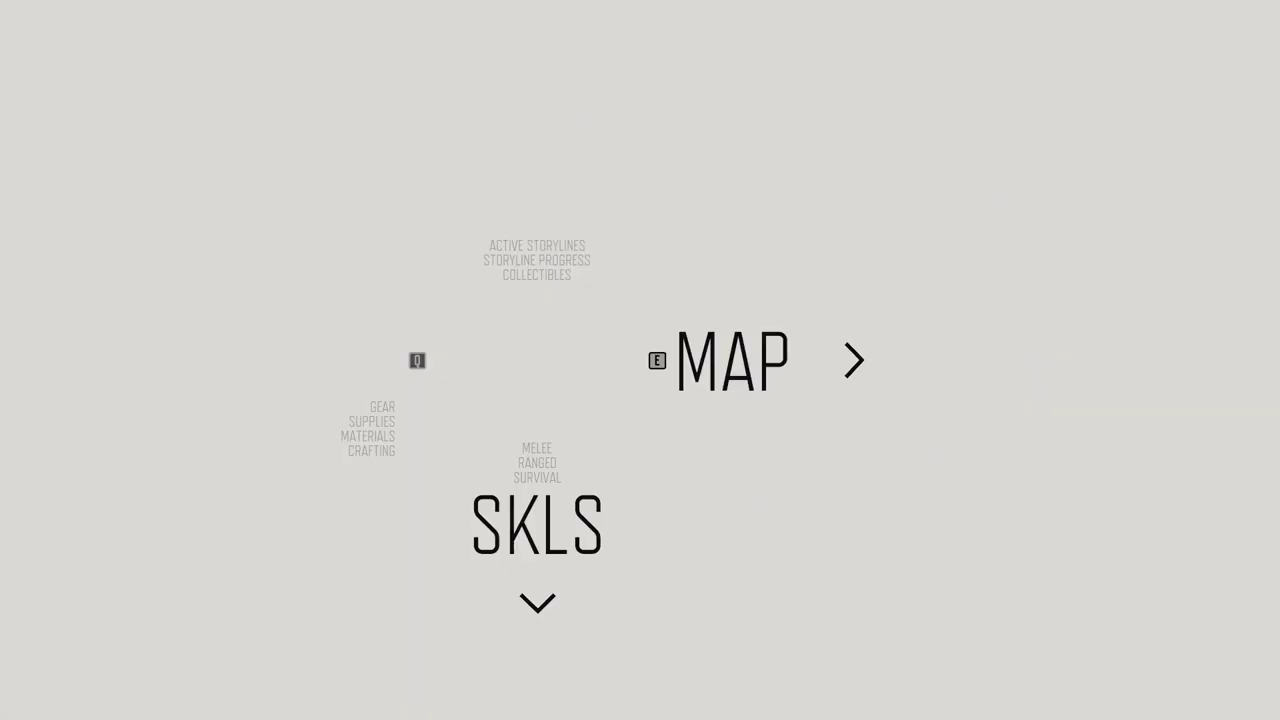 ACTIVE STORYLINES
STORYLINE PROGRESS
COLLECTIBLES
Q
E
MAP
GEAR
SUPPLIES
MATERIALS
CRAFTING
MELEE
RANGED
SURVIVAL
SKLS